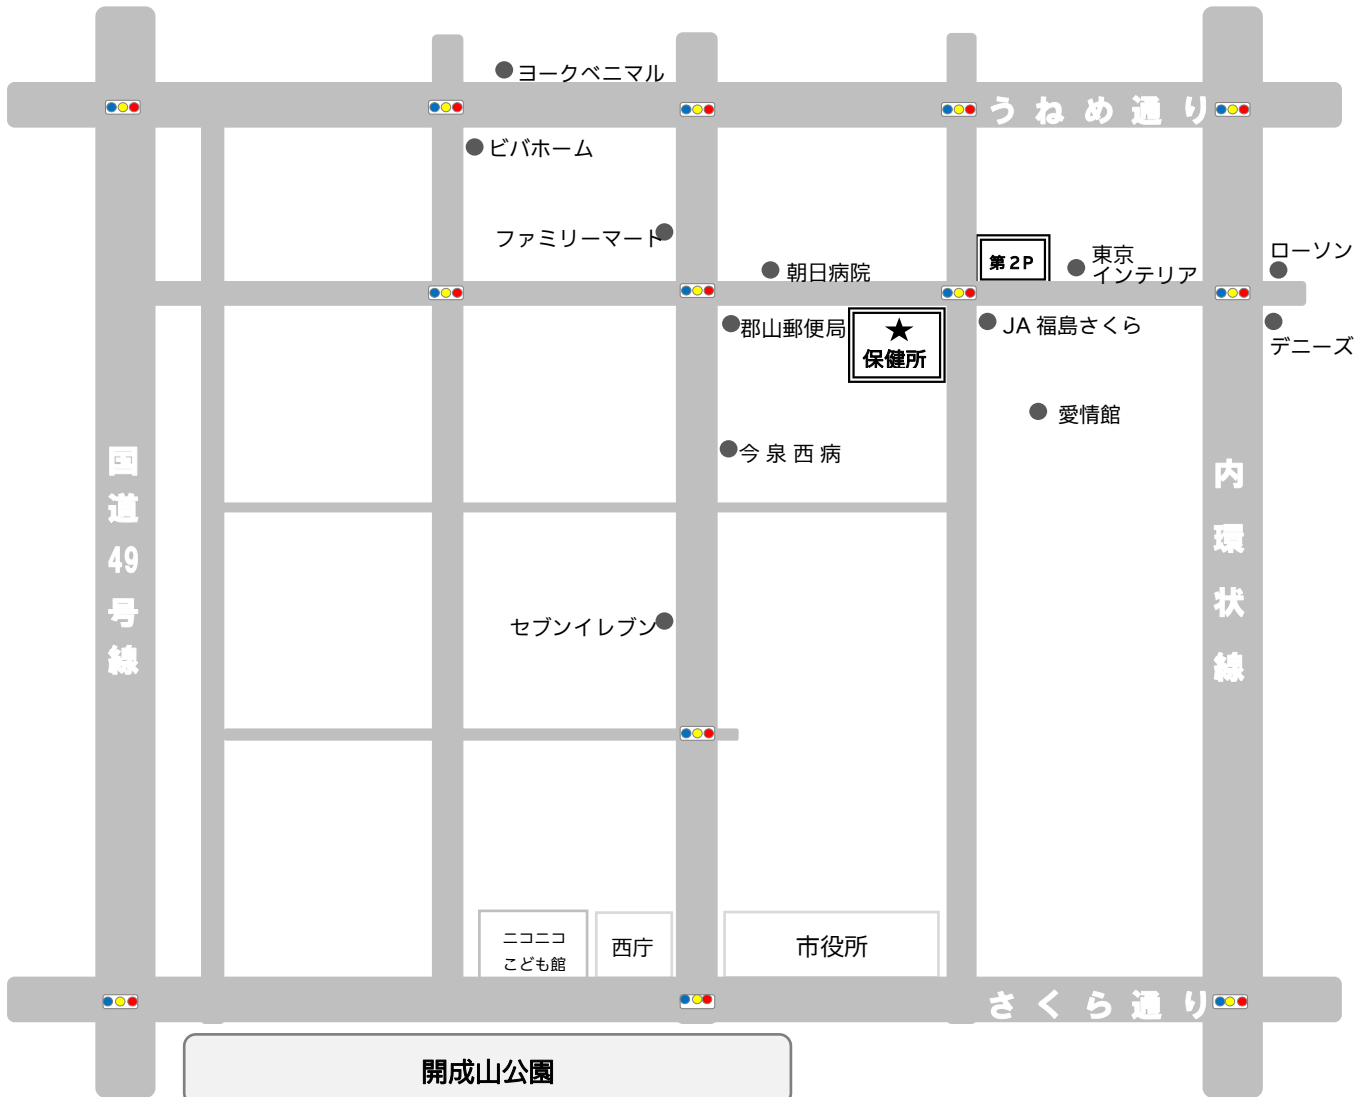 ヨークベニマル
うねめ通り
ビバホーム
ファミリーマート
朝日病院
第2P
東京
インテリア
ローソン
郡山郵便局
★
保健所
JA福島さくら
デニーズ
愛情館
今泉西病
国道49号線
内環状線
セブンイレブン
ニコニコ
こども館
西庁
市役所
さくら通り
開成山公園